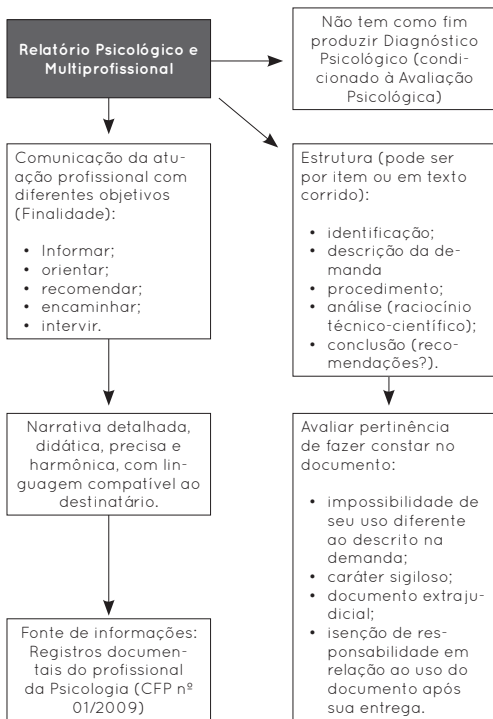 Relatório Psicológico e
Multiprofissional
Não tem como fim
produzir Diagnóstico
Psicológico (condi-
cionado à Avaliação
Psicológica)
Comunicação da atu-
ação profissional com
diferentes objetivos
(Finalidade):
• Informar;
• orientar;
• recomendar;
• encaminhar;
• intervir.
Estrutura (pode ser
por item ou em texto
corrido):
• identificação;
• descrição da de-
manda
• procedimento;
• análise (raciocínio
técnico-científico);
• conclusão (reco-
mendações?).
Narrativa detalhada,
didática, precisa e
harmônica, com lin-
guagem compatível ao
destinatário.
Avaliar pertinência
de fazer constar no
documento:
• impossibilidade de
seu uso diferente
ao descrito na
demanda;
• caráter sigiloso;
• documento extraju-
dicial;
• isenção de res-
ponsabilidade em
relação ao uso do
documento após
sua entrega.
Fonte de informações:
Registros documen-
tais do profissional
da Psicologia (CFP nº
01/2009)